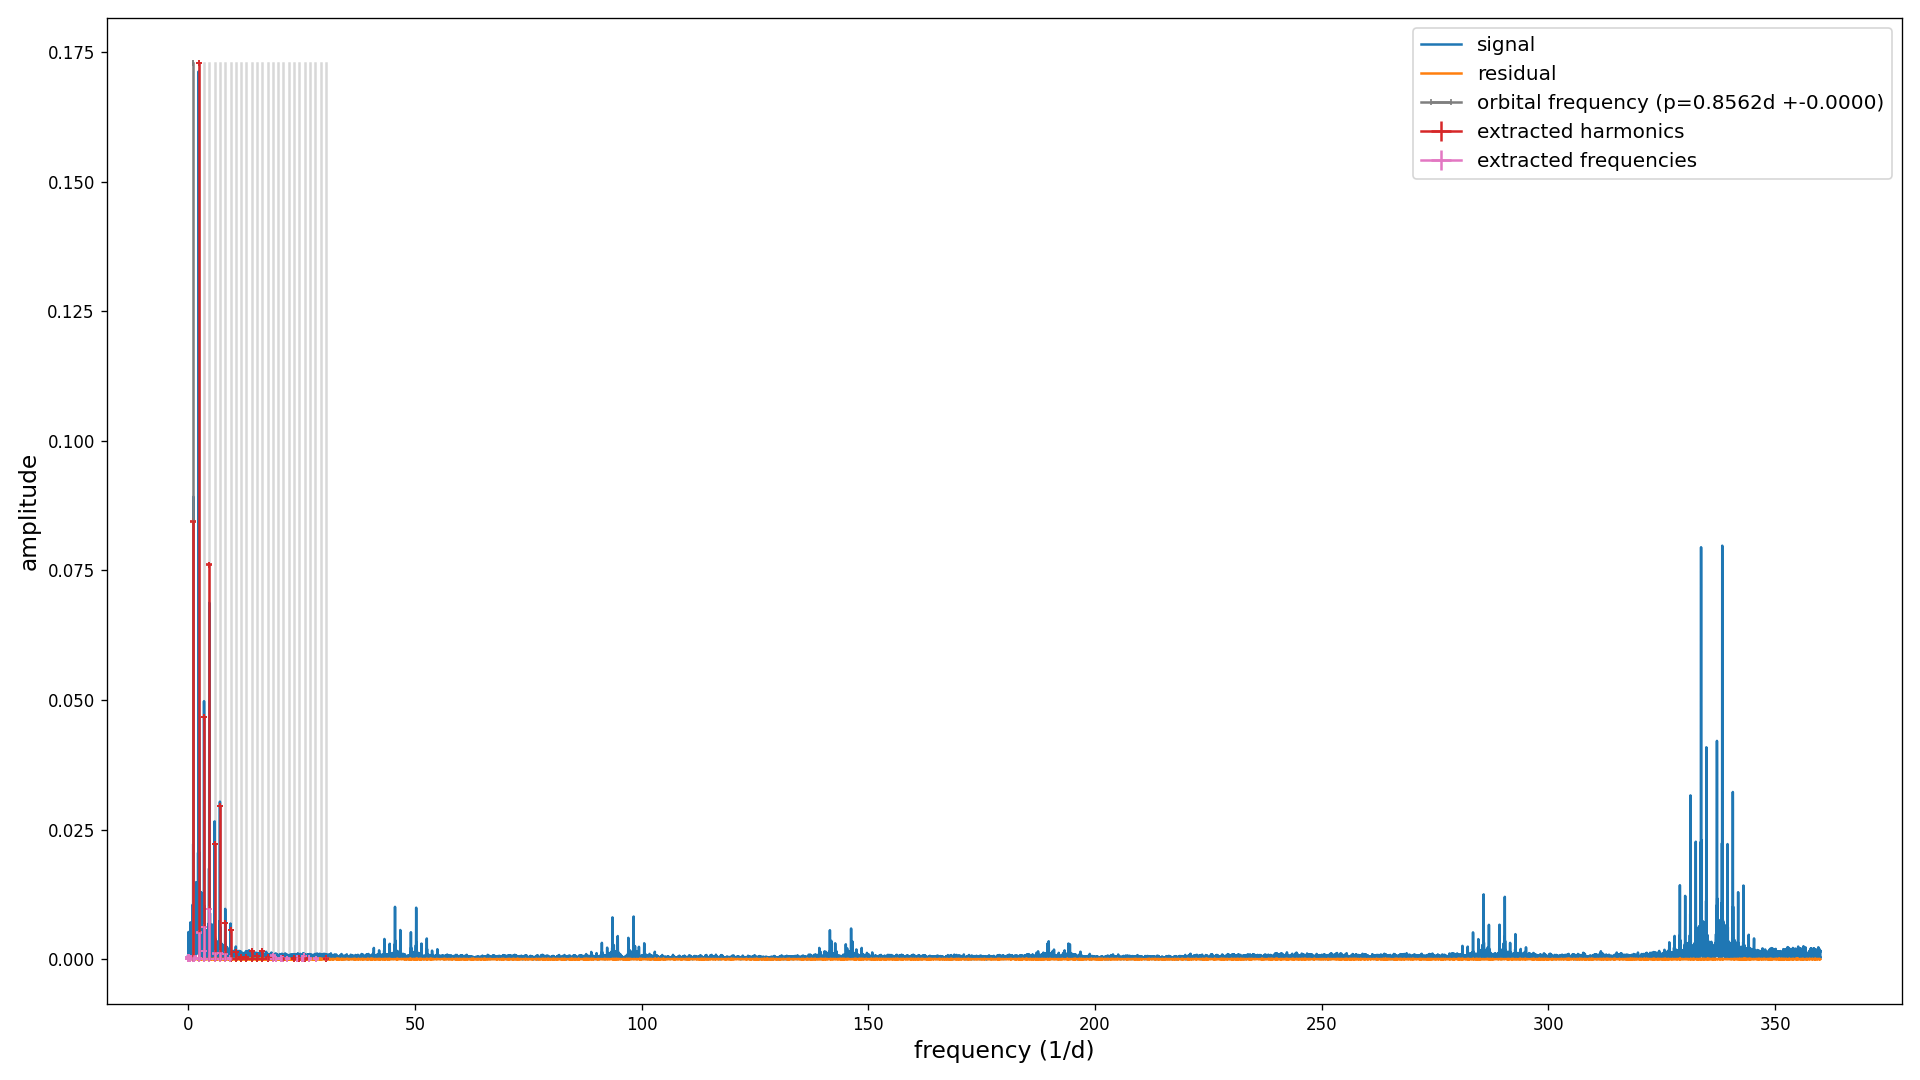 signal
residual
orbital frequency (p=0.8562d +-0.0000)
extracted harmonics
extracted frequencies
0.175
0.150
0.125
0.100
0.075
0.050
0.025
0.000
amplitude
0 50 100 150 200 250 300 350
frequency (1/d)